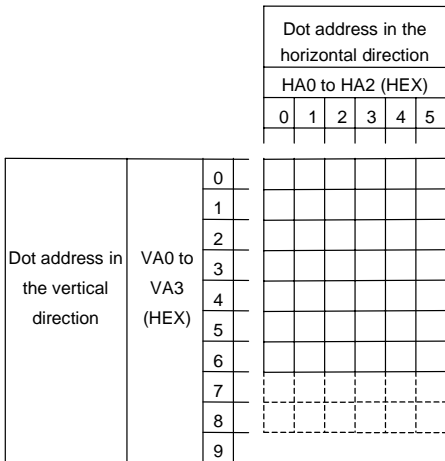 Dot address in the
horizontal direction
HA0 to HA2 (HEX)
0 1 2 3 4 5
Dot address in
the vertical
direction
VA0 to
VA3
(HEX)
0
1
2
3
4
5
6
7
8
9